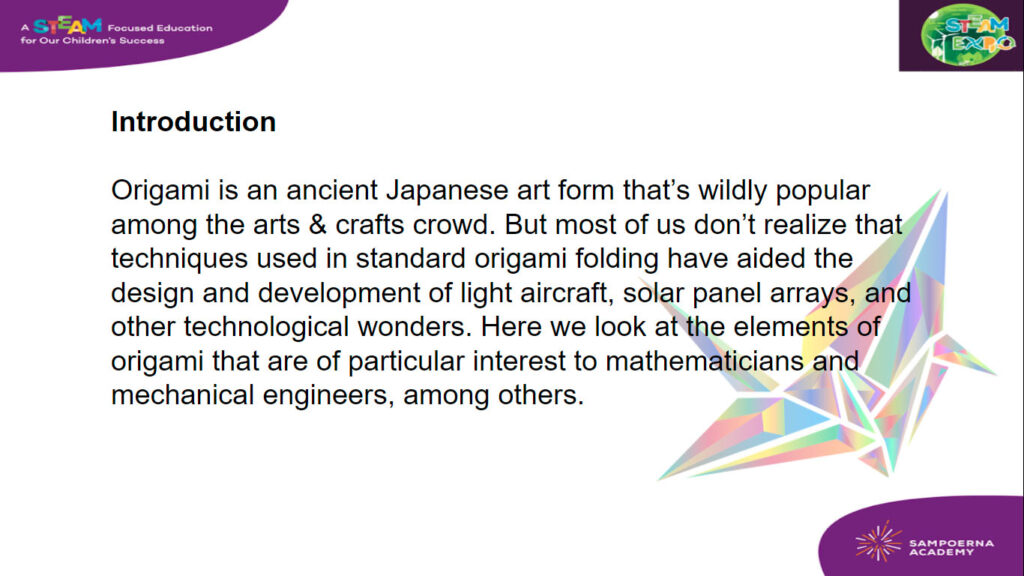 A STEAM Focused Education
for Our Children's Success
STEAM
EXPO
Introduction
Origami is an ancient Japanese art form that’s wildly popular
among the arts & crafts crowd. But most of us don’t realize that
techniques used in standard origami folding have aided the
design and development of light aircraft, solar panel arrays, and
other technological wonders. Here we look at the elements of
origami that are of particular interest to mathematicians and
mechanical engineers, among others.
SAMPOERNA
ACADEMY